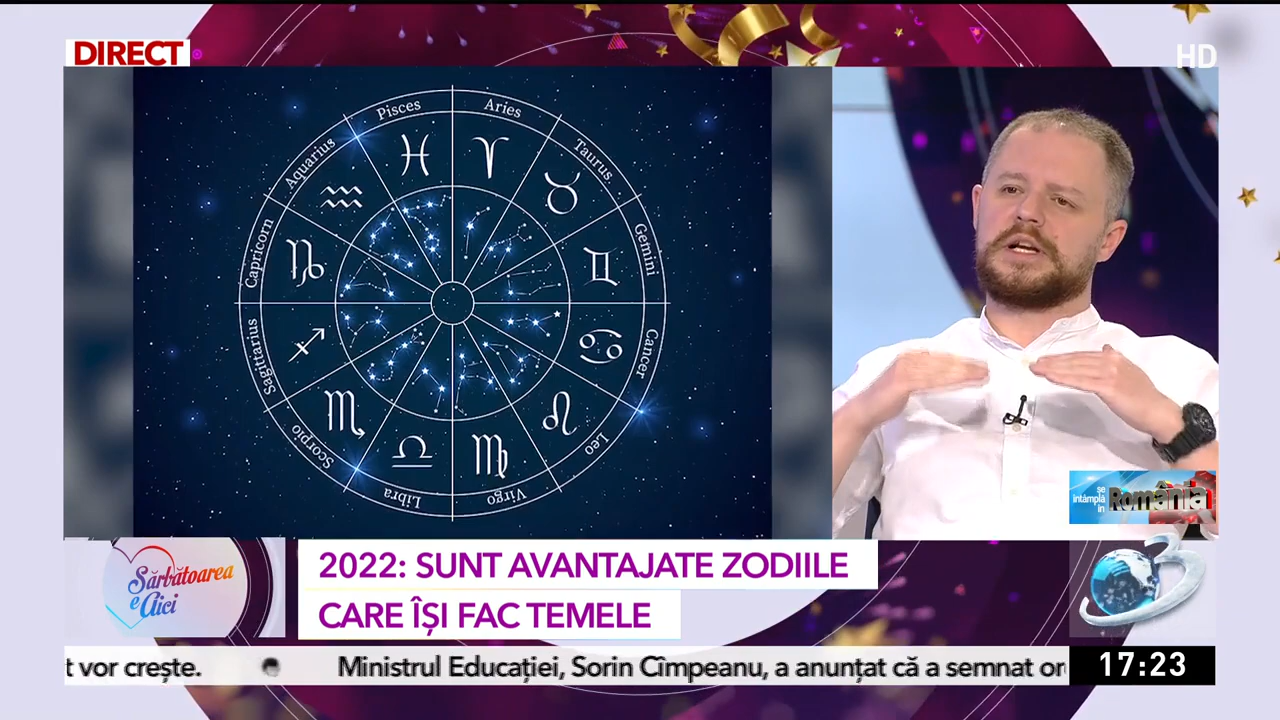 DIRECT
HD
Pisces
Aries
Aquarius
Taurus
Capricorn
Gemini
Sagittarius
Cancer
Scorpio
Leo
Libra
Virgo
se
întâmplă
în
România
Sărbătoarea
e Aici
2022: SUNT AVANTAJATE ZODIILE
CARE ÎȘI FAC TEMELE
3
t vor crește.
Ministrul Educației, Sorin Cîmpeanu, a anunțat că a semnat or
17:23